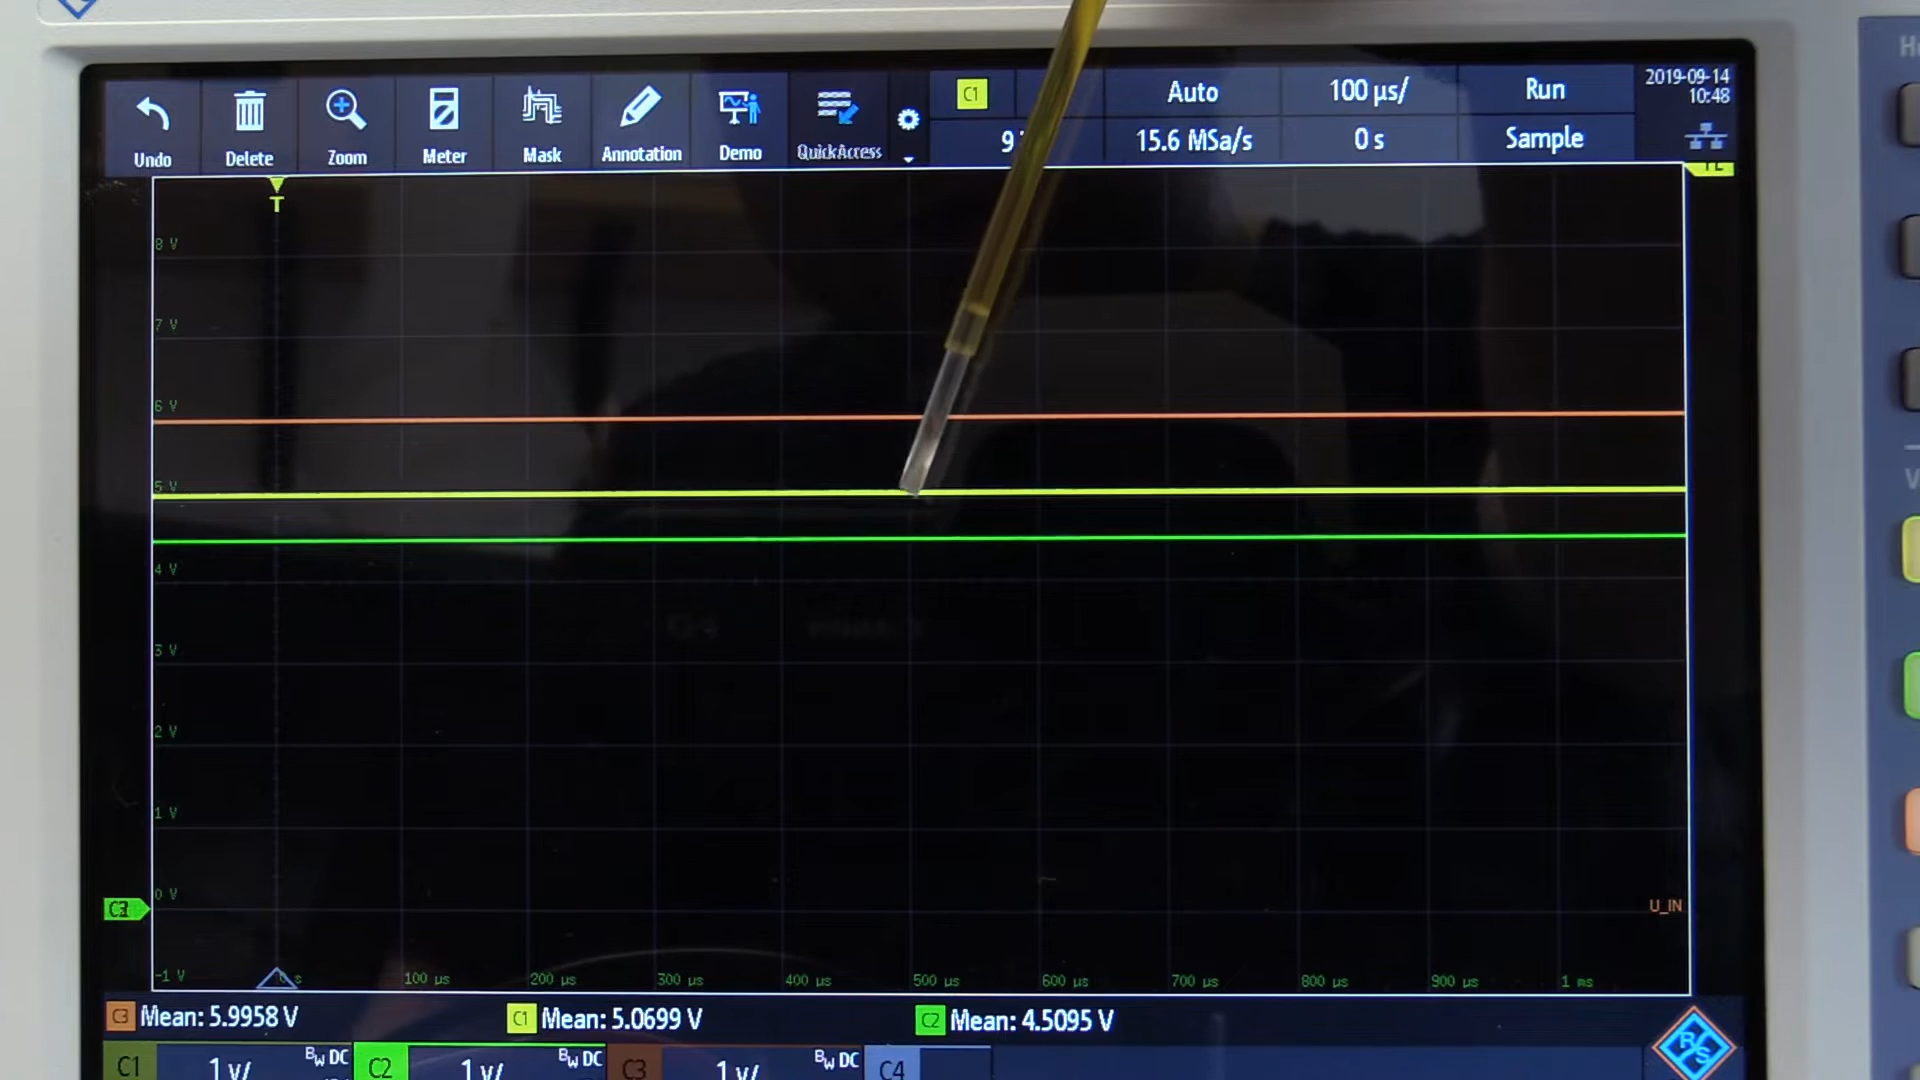 Undo
Delete
Zoom
Meter
Mask
Annotation
Demo
QuickAccess
C1
Auto
100 µs/
Run
2019-09-14
10:48
15.6 MSa/s
0 s
Sample
T
8 V
7 V
6 V
5 V
4 V
3 V
2 V
1 V
0 V
U_IN
-1 V
100 µs
200 µs
300 µs
400 µs
500 µs
600 µs
700 µs
800 µs
900 µs
1 ms
C3 Mean: 5.9958 V
C1 Mean: 5.0699 V
C2 Mean: 4.5095 V
R/S
C1 1 V/ BW DC
C2 1 V/ BW DC
C3 1 V/ BW DC
C4